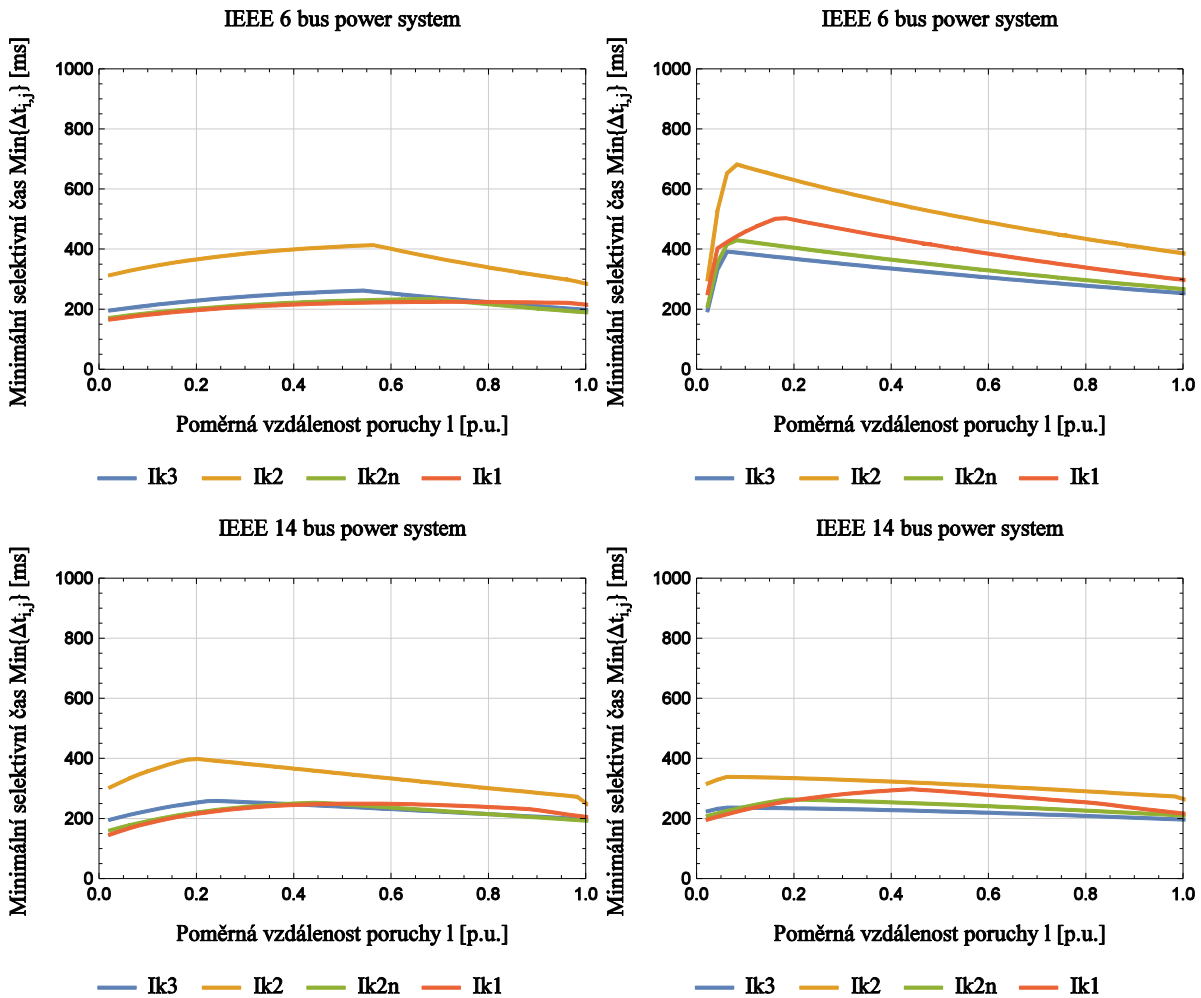 IEEE 6 bus power system
Minimální selektivní čas Min{Δti,j} [ms]
1000
800
600
400
200
0
0.0 0.2 0.4 0.6 0.8 1.0
Poměrná vzdálenost poruchy l [p.u.]
Ik3 Ik2 Ik2n Ik1
IEEE 6 bus power system
Minimální selektivní čas Min{Δti,j} [ms]
1000
800
600
400
200
0
0.0 0.2 0.4 0.6 0.8 1.0
Poměrná vzdálenost poruchy l [p.u.]
Ik3 Ik2 Ik2n Ik1
IEEE 14 bus power system
Minimální selektivní čas Min{Δti,j} [ms]
1000
800
600
400
200
0
0.0 0.2 0.4 0.6 0.8 1.0
Poměrná vzdálenost poruchy l [p.u.]
Ik3 Ik2 Ik2n Ik1
IEEE 14 bus power system
Minimální selektivní čas Min{Δti,j} [ms]
1000
800
600
400
200
0
0.0 0.2 0.4 0.6 0.8 1.0
Poměrná vzdálenost poruchy l [p.u.]
Ik3 Ik2 Ik2n Ik1